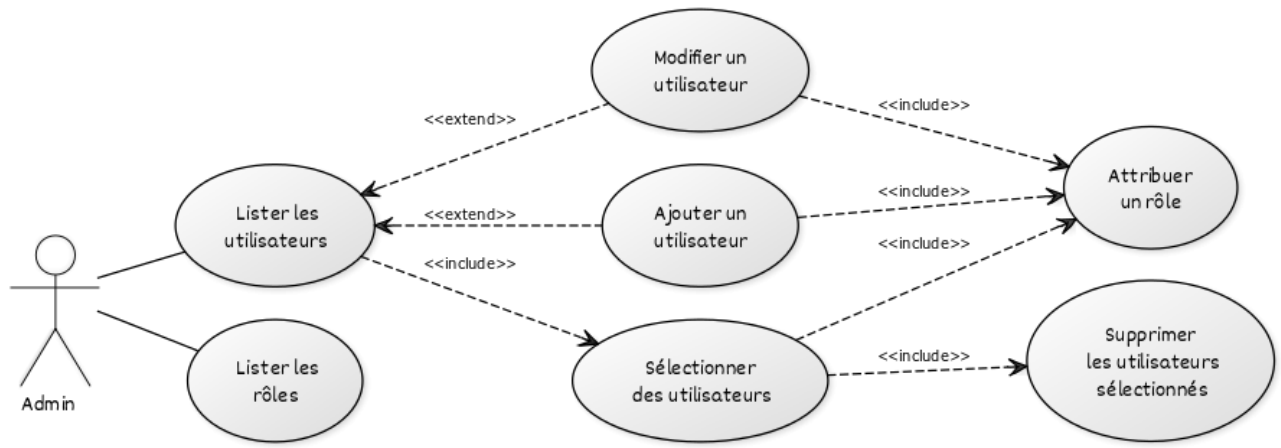 Modifier un
utilisateur
<<extend>>
<<include>>
Lister les
utilisateurs
<<extend>>
Ajouter un
utilisateur
<<include>>
Attribuer
un rôle
<<include>>
<<include>>
Admin
Lister les
rôles
Sélectionner
des utilisateurs
<<include>>
Supprimer
les utilisateurs
sélectionnés